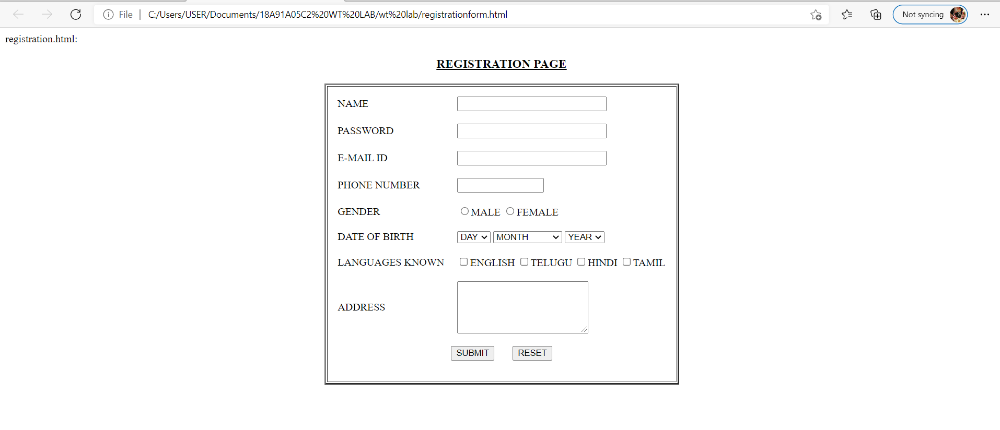 File | C:/Users/USER/Documents/18A91A05C2%20WT%20LAB/wt%20lab/registrationform.html Not syncing
registration.html:
REGISTRATION PAGE
NAME
PASSWORD
E-MAIL ID
PHONE NUMBER
GENDER MALE FEMALE
DATE OF BIRTH DAY MONTH YEAR
LANGUAGES KNOWN ENGLISH TELUGU HINDI TAMIL
ADDRESS
SUBMIT RESET